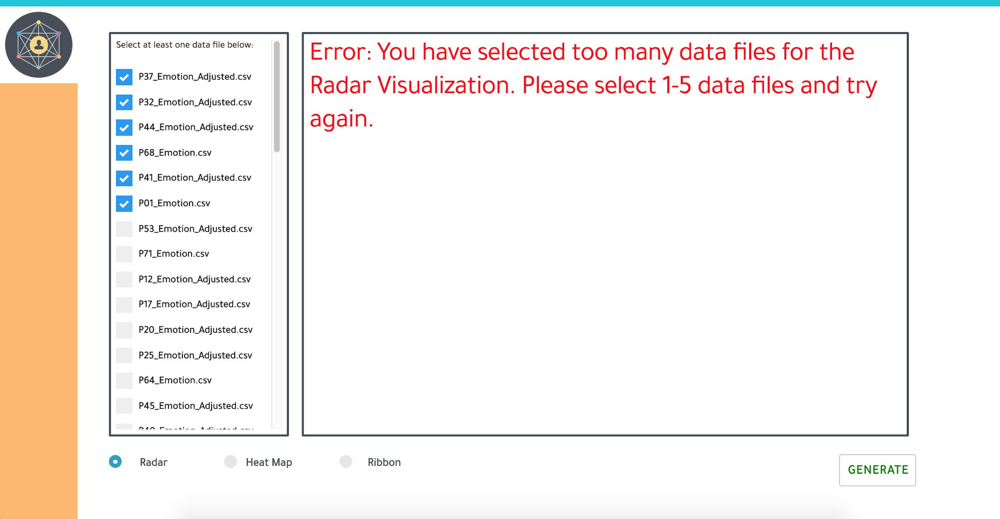 Select at least one data file below:
P37_Emotion_Adjusted.csv
P32_Emotion_Adjusted.csv
P44_Emotion_Adjusted.csv
P68_Emotion.csv
P41_Emotion_Adjusted.csv
P01_Emotion.csv
P53_Emotion_Adjusted.csv
P71_Emotion.csv
P12_Emotion_Adjusted.csv
P17_Emotion_Adjusted.csv
P20_Emotion_Adjusted.csv
P25_Emotion_Adjusted.csv
P64_Emotion.csv
P45_Emotion_Adjusted.csv
Error: You have selected too many data files for the
Radar Visualization. Please select 1-5 data files and try
again.
Radar
Heat Map
Ribbon
GENERATE